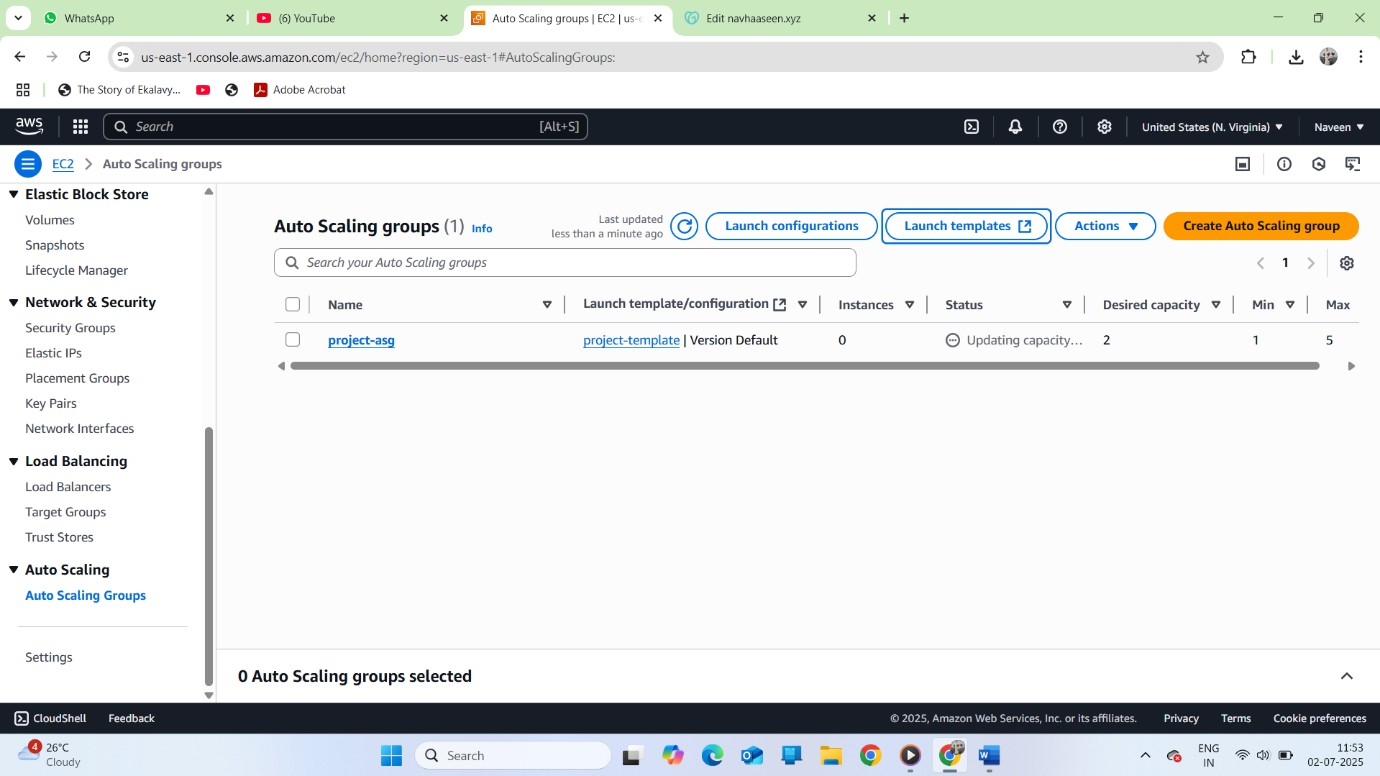 WhatsApp
(6) YouTube
Auto Scaling groups | EC2 | us-e
Edit navhaaseen.xyz
us-east-1.console.aws.amazon.com/ec2/home?region=us-east-1#AutoScalingGroups:
The Story of Ekalavy...
Adobe Acrobat
aws
Search
[Alt+S]
United States (N. Virginia)
Naveen
EC2
Auto Scaling groups
Elastic Block Store
Volumes
Snapshots
Lifecycle Manager
Network & Security
Security Groups
Elastic IPs
Placement Groups
Key Pairs
Network Interfaces
Load Balancing
Load Balancers
Target Groups
Trust Stores
Auto Scaling
Auto Scaling Groups
Settings
Auto Scaling groups (1) Info
Last updated
less than a minute ago
Launch configurations
Launch templates
Actions
Create Auto Scaling group
Search your Auto Scaling groups
1
Name
Launch template/configuration
Instances
Status
Desired capacity
Min
Max
project-asg
project-template | Version Default
0
Updating capacity...
2
1
5
0 Auto Scaling groups selected
CloudShell
Feedback
© 2025, Amazon Web Services, Inc. or its affiliates.
Privacy
Terms
Cookie preferences
4
26°C
Cloudy
Search
ENG
IN
11:53
02-07-2025